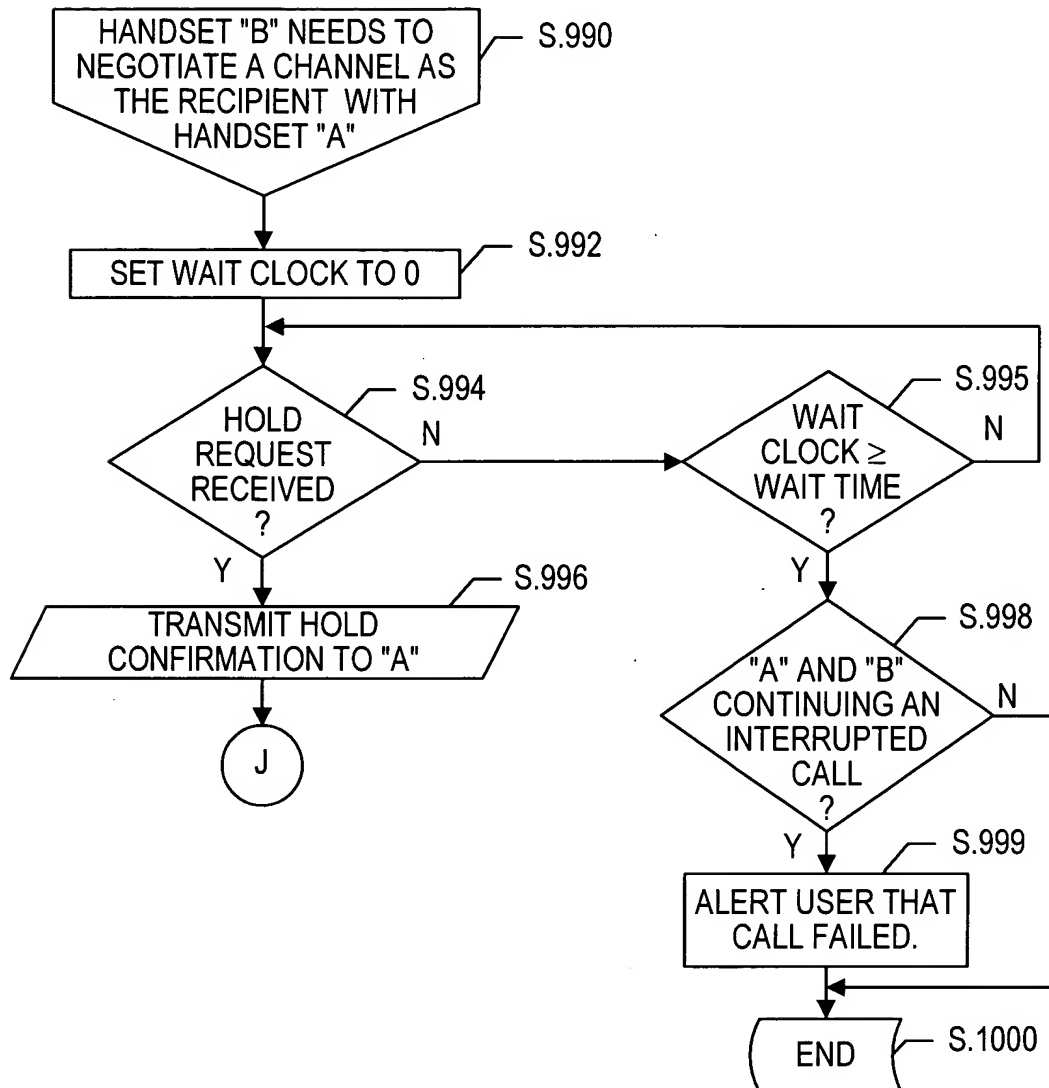 HANDSET "B" NEEDS TO
NEGOTIATE A CHANNEL AS
THE RECIPIENT WITH
HANDSET "A"
S.990
SET WAIT CLOCK TO 0
S.992
HOLD
REQUEST
RECEIVED
?
S.994
N
Y
WAIT
CLOCK ≥
WAIT TIME
?
S.995
N
Y
TRANSMIT HOLD
CONFIRMATION TO "A"
S.996
J
"A" AND "B"
CONTINUING AN
INTERRUPTED
CALL
?
S.998
N
Y
ALERT USER THAT
CALL FAILED.
S.999
END
S.1000